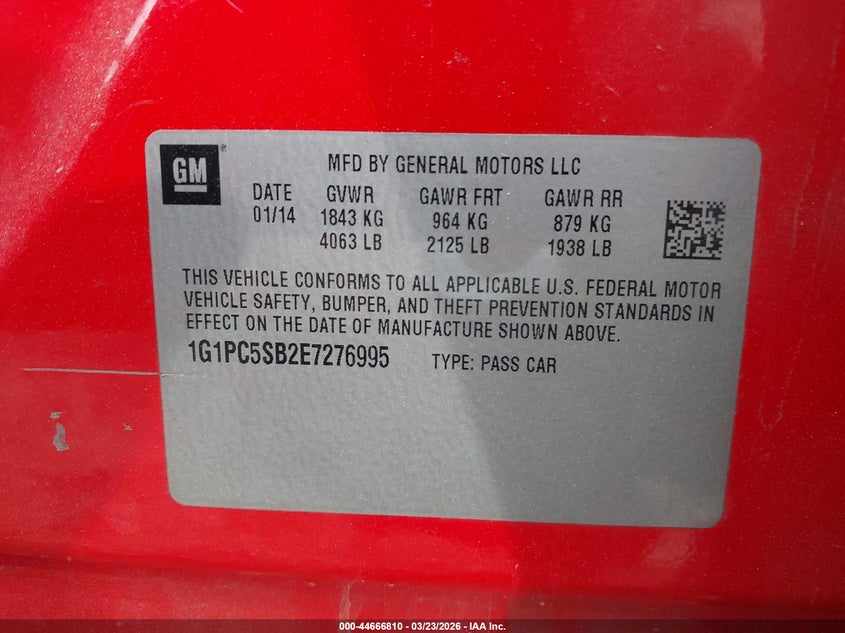 GM®
MFD BY GENERAL MOTORS LLC
DATE GVWR GAWR FRT GAWR RR
01/14 1843 KG 964 KG 879 KG
4063 LB 2125 LB 1938 LB
THIS VEHICLE CONFORMS TO ALL APPLICABLE U.S. FEDERAL MOTOR
VEHICLE SAFETY, BUMPER, AND THEFT PREVENTION STANDARDS IN
EFFECT ON THE DATE OF MANUFACTURE SHOWN ABOVE.
1G1PC5SB2E7276995 TYPE: PASS CAR
000-44666810 - 03/23/2026 - IAA Inc.